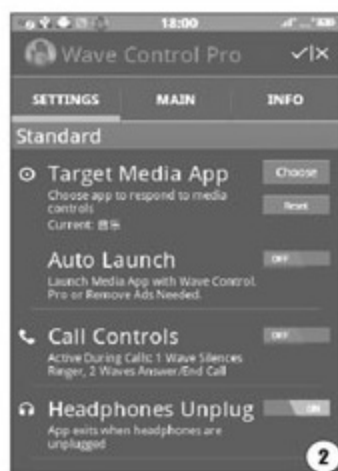 18:00
Wave Control Pro
SETTINGS MAIN INFO
Standard
Target Media App Choose
Choose app to respond to media
controls Reset
Current: 音乐
Auto Launch OFF
Launch Media App with Wave Control.
Pro or Remove Ads Needed.
Call Controls OFF
Active During Calls: 1 Wave Silences
Ringer, 2 Waves Answer/End Call
Headphones Unplug ON
App exits when headphones are
unplugged
2